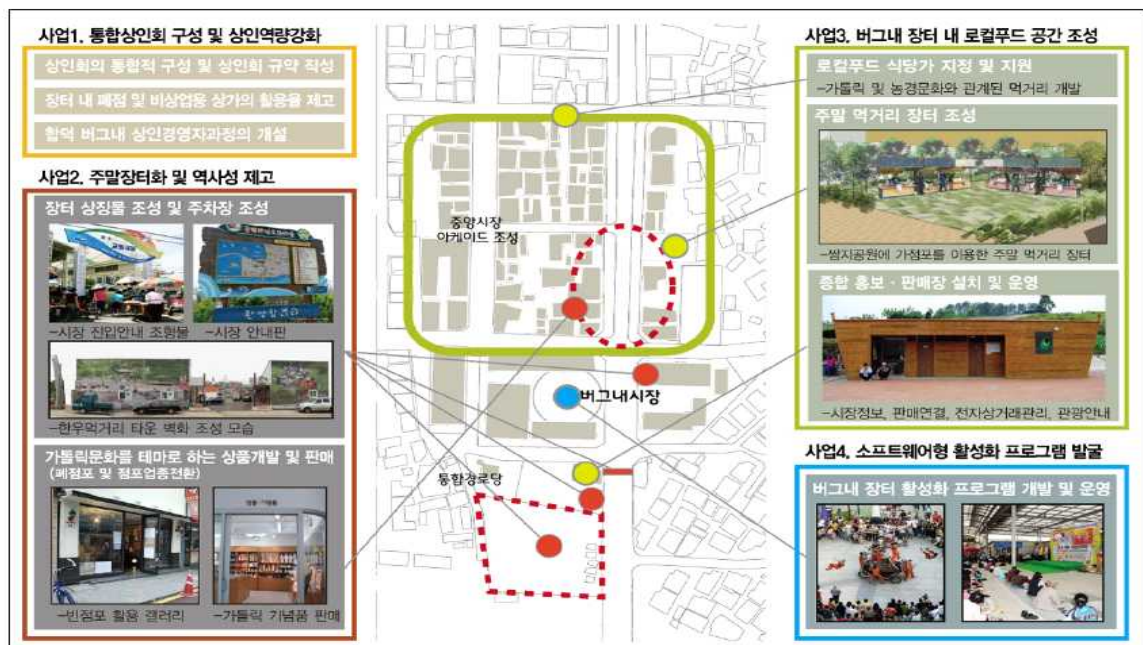 사업1. 통합상인회 구성 및 상인역량강화
상인회의 통합적 구성 및 상인회 규약 작성
장터 내 폐점 및 비상업용 상가의 활용율 제고
합덕 버그내 상인경영자과정의 개설
사업2. 주말장터화 및 역사성 제고
장터 상징물 조성 및 주차장 조성
-시장 진입안내 조형물
-시장 안내판
-한우먹거리 타운 벽화 조성 모습
가톨릭문화를 테마로 하는 상품개발 및 판매
(폐점포 및 점포업종전환)
-빈점포 활용 갤러리
-가톨릭 기념품 판매
중앙시장
아케이드 조성
버그내시장
통합경로당
사업3. 버그내 장터 내 로컬푸드 공간 조성
로컬푸드 식당가 지정 및 지원
-가톨릭 및 농경문화와 관계된 먹거리 개발
주말 먹거리 장터 조성
-쌈지공원에 가점포를 이용한 주말 먹거리 장터
종합 홍보·판매장 설치 및 운영
-시장정보, 판매연결, 전자상거래관리, 관광안내
사업4. 소프트웨어형 활성화 프로그램 발굴
버그내 장터 활성화 프로그램 개발 및 운영